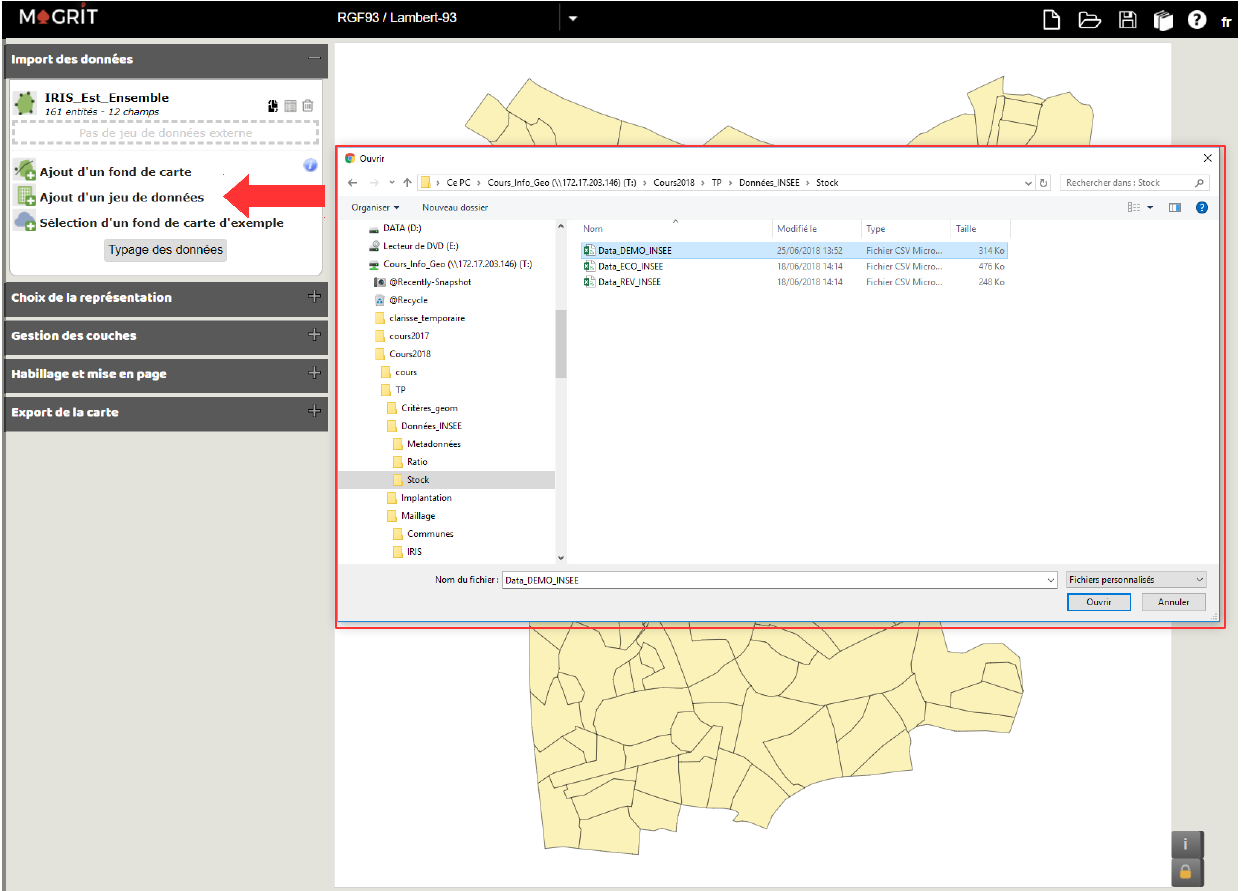 MAGRIT
RGF93 / Lambert-93
fr
Import des données
IRIS_Est_Ensemble
161 entités - 12 champs
Pas de jeu de données externe
Ajout d'un fond de carte
Ajout d'un jeu de données
Sélection d'un fond de carte d'exemple
Typage des données
Choix de la représentation
Gestion des couches
Habillage et mise en page
Export de la carte
Ouvrir
Ce PC › Cours_Info_Geo (\\172.17.203.146) (T:) › Cours2018 › TP › Données_INSEE › Stock
Rechercher dans : Stock
Organiser
Nouveau dossier
DATA (D:)
Lecteur de DVD (E:)
Cours_Info_Geo (\\172.17.203.146) (T:)
@Recently-Snapshot
@Recycle
clarisse_temporaire
cours2017
Cours2018
cours
TP
Critères_geom
Données_INSEE
Metadonnées
Ratio
Stock
Implantation
Maillage
Communes
IRIS
Nom Modifié le Type Taille
Data_DEMO_INSEE 25/06/2018 13:52 Fichier CSV Micro... 314 Ko
Data_ECO_INSEE 18/06/2018 14:14 Fichier CSV Micro... 476 Ko
Data_REV_INSEE 18/06/2018 14:14 Fichier CSV Micro... 248 Ko
Nom du fichier : Data_DEMO_INSEE
Fichiers personnalisés
Ouvrir
Annuler